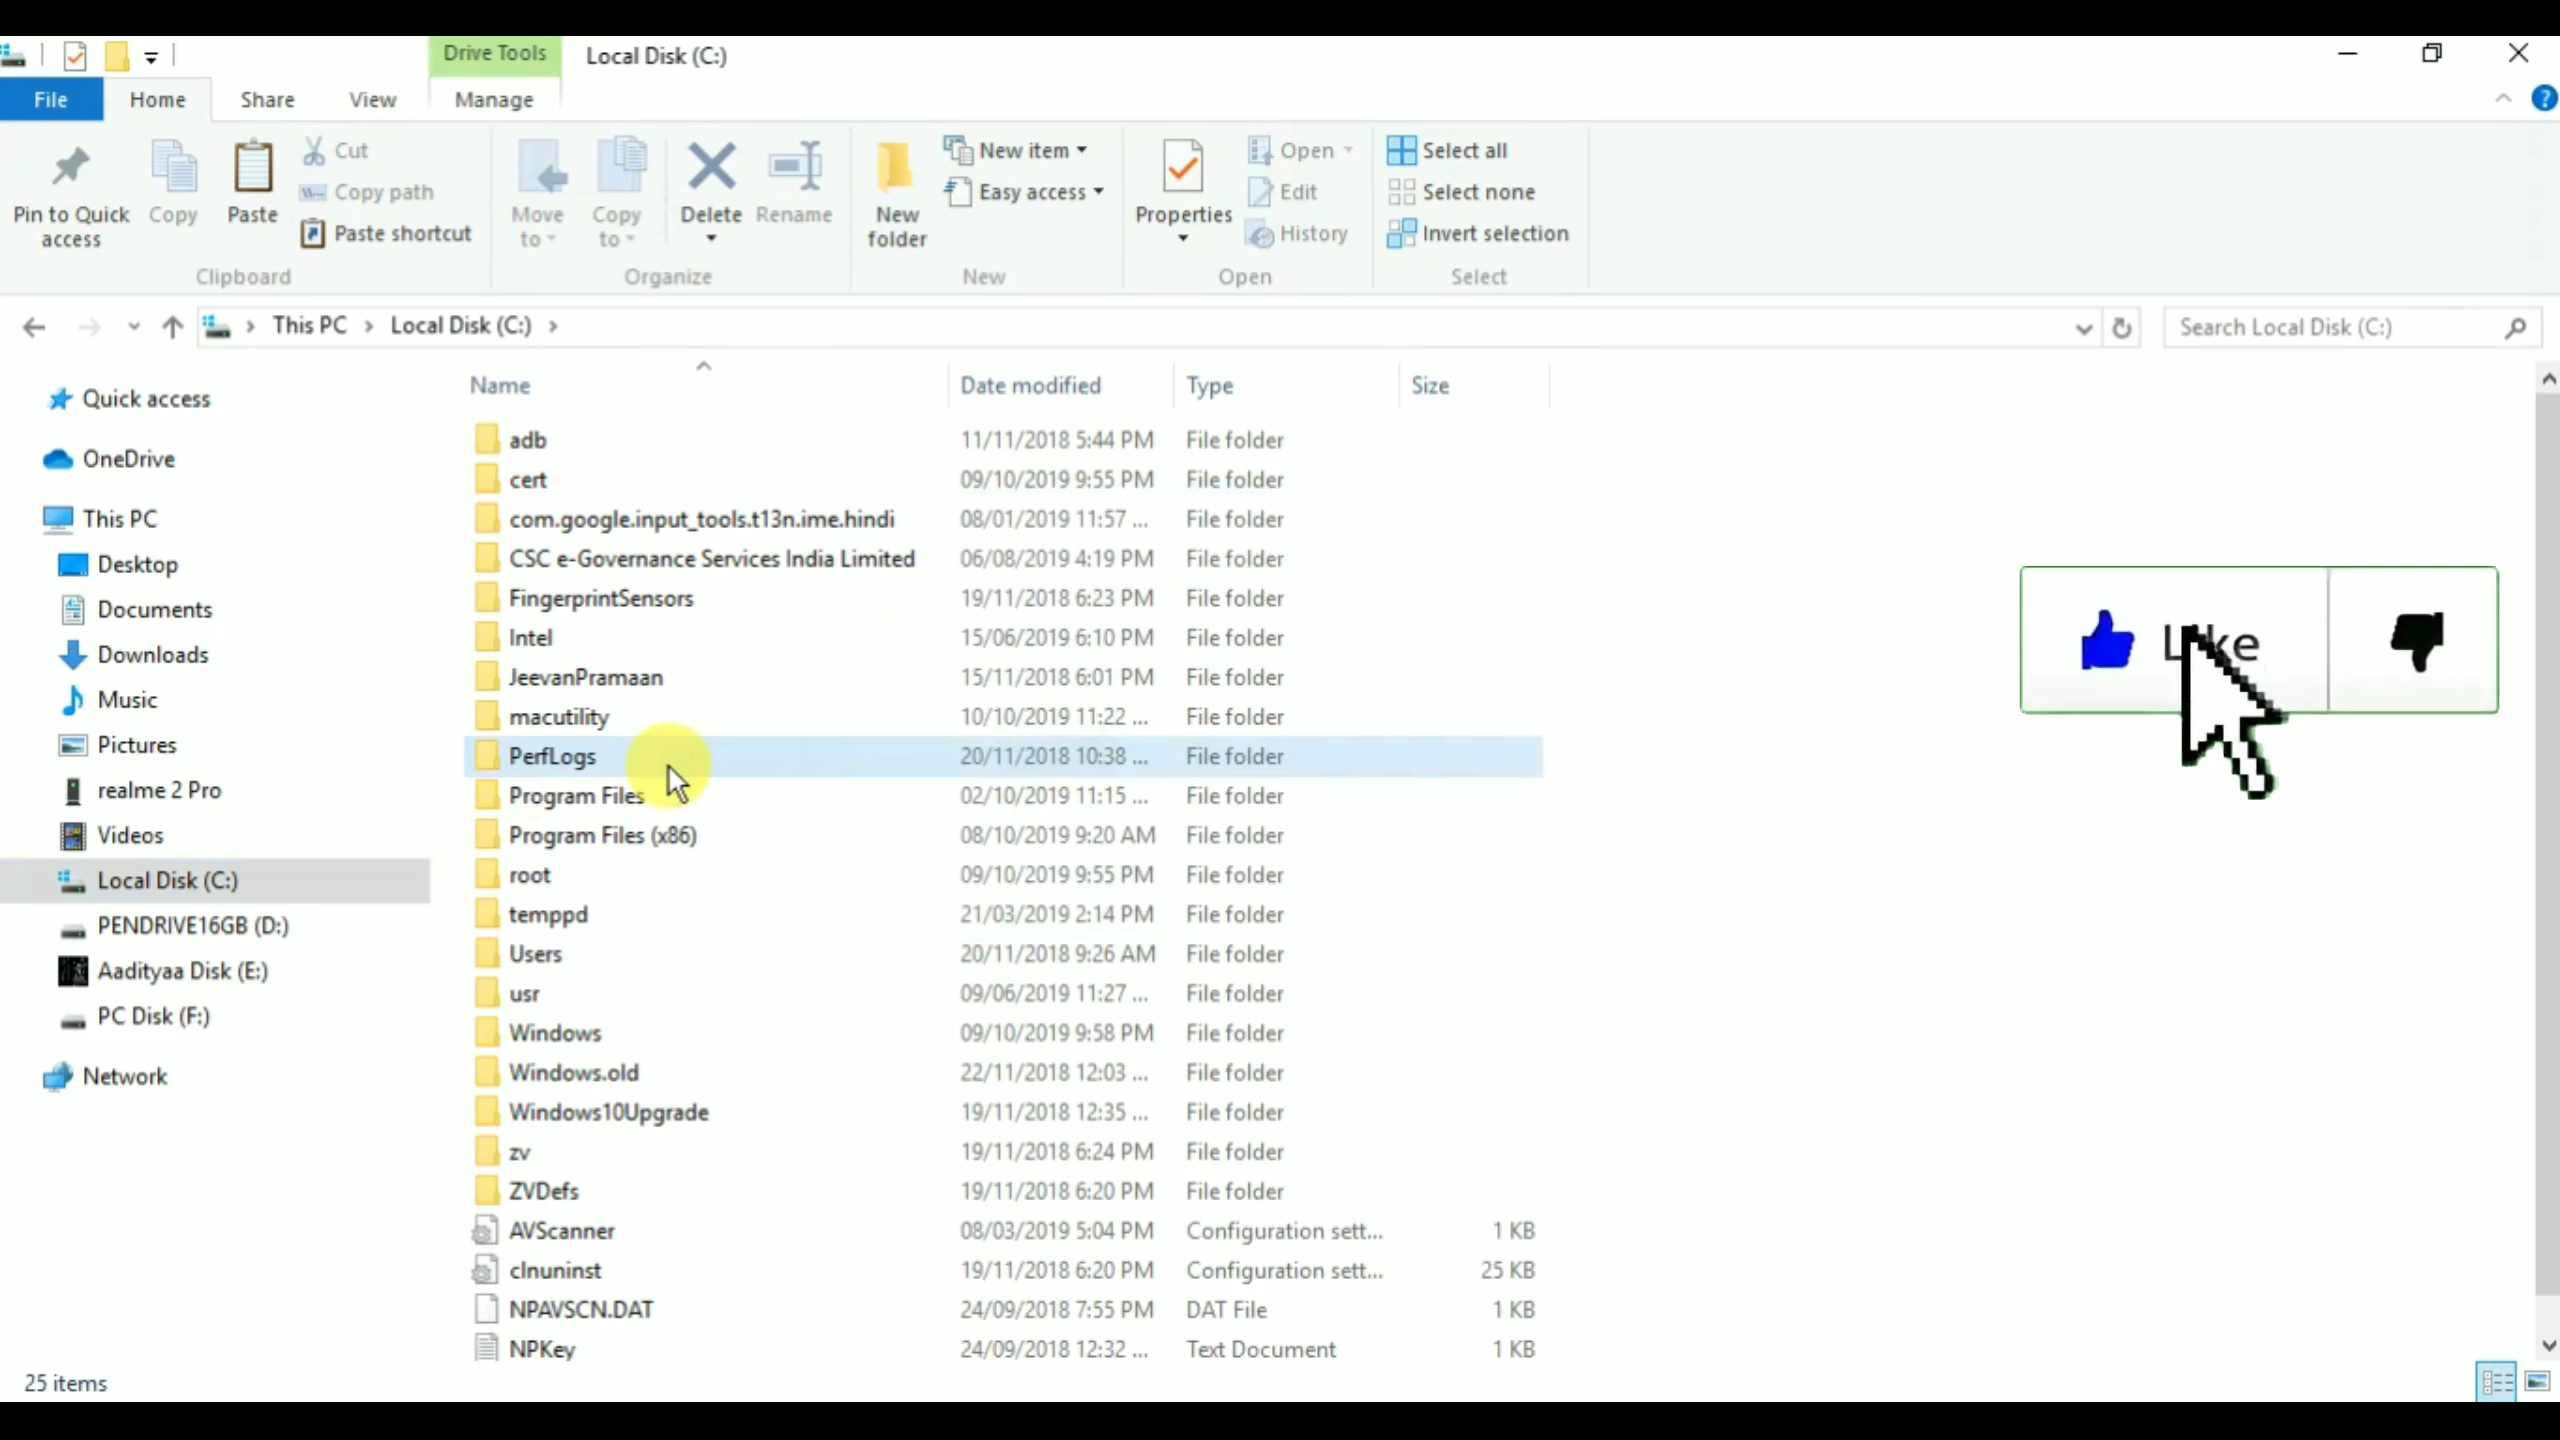 Drive Tools Local Disk (C:)
File Home Share View Manage
Pin to Quick access
Copy
Paste
Cut
Copy path
Paste shortcut
Clipboard
Move to
Copy to
Delete
Rename
Organize
New folder
New item
Easy access
New
Properties
Open
Edit
History
Open
Select all
Select none
Invert selection
Select
This PC Local Disk (C:)
Search Local Disk (C:)
Quick access
OneDrive
This PC
Desktop
Documents
Downloads
Music
Pictures
realme 2 Pro
Videos
Local Disk (C:)
PENDRIVE16GB (D:)
Aadityaa Disk (E:)
PC Disk (F:)
Network
Name Date modified Type Size
adb 11/11/2018 5:44 PM File folder
cert 09/10/2019 9:55 PM File folder
com.google.input_tools.t13n.ime.hindi 08/01/2019 11:57 ... File folder
CSC e-Governance Services India Limited 06/08/2019 4:19 PM File folder
FingerprintSensors 19/11/2018 6:23 PM File folder
Intel 15/06/2019 6:10 PM File folder
JeevanPramaan 15/11/2018 6:01 PM File folder
macutility 10/10/2019 11:22 ... File folder
PerfLogs 20/11/2018 10:38 ... File folder
Program Files 02/10/2019 11:15 ... File folder
Program Files (x86) 08/10/2019 9:20 AM File folder
root 09/10/2019 9:55 PM File folder
temppd 21/03/2019 2:14 PM File folder
Users 20/11/2018 9:26 AM File folder
usr 09/06/2019 11:27 ... File folder
Windows 09/10/2019 9:58 PM File folder
Windows.old 22/11/2018 12:03 ... File folder
Windows10Upgrade 19/11/2018 12:35 ... File folder
zv 19/11/2018 6:24 PM File folder
ZVDefs 19/11/2018 6:20 PM File folder
AVScanner 08/03/2019 5:04 PM Configuration sett... 1 KB
clnuninst 19/11/2018 6:20 PM Configuration sett... 25 KB
NPAVSCN.DAT 24/09/2018 7:55 PM DAT File 1 KB
NPKey 24/09/2018 12:32 ... Text Document 1 KB
Like
25 items